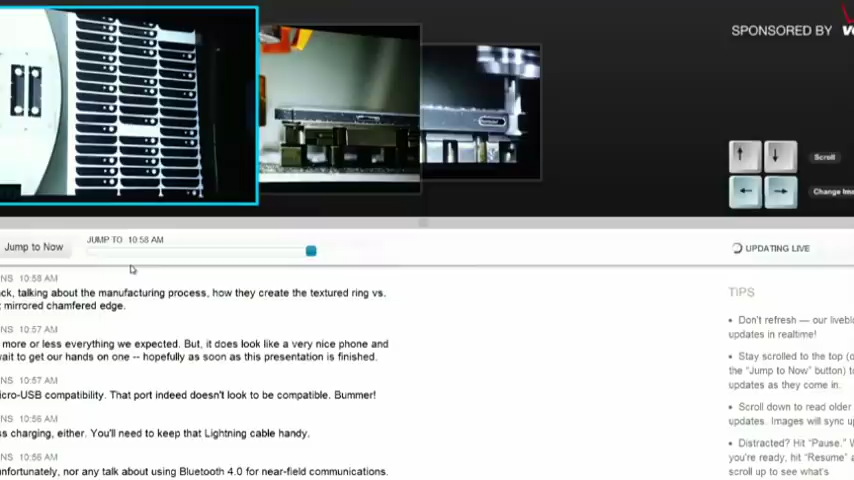 SPONSORED BY
Scroll
Change Ima
Jump to Now
JUMP TO 10:58 AM
UPDATING LIVE
NS 10:58 AM
ck, talking about the manufacturing process, how they create the textured ring vs.
mirrored chamfered edge.
NS 10:57 AM
more or less everything we expected. But, it does look like a very nice phone and
wait to get our hands on one -- hopefully as soon as this presentation is finished.
NS 10:57 AM
icro-USB compatibility. That port indeed doesn't look to be compatible. Bummer!
NS 10:56 AM
ss charging, either. You'll need to keep that Lightning cable handy.
NS 10:56 AM
nfortunately, nor any talk about using Bluetooth 4.0 for near-field communications.
TIPS
• Don't refresh — our liveblo
updates in realtime!
• Stay scrolled to the top (o
the "Jump to Now" button) to
updates as they come in.
• Scroll down to read older
updates. Images will sync up
• Distracted? Hit "Pause." W
you're ready, hit "Resume" a
scroll up to see what's